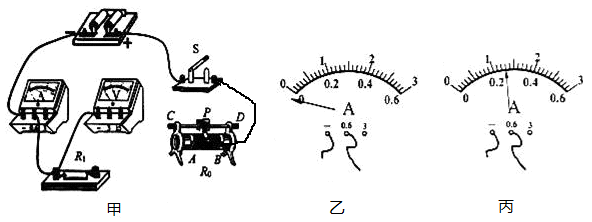 − +
S
A V
C P D
A B
R₀
R₁
甲
0 1 2 3
0 0.2 0.4 0.6
A
− 0.6 3
乙
0 1 2 3
0 0.2 0.4 0.6
A
− 0.6 3
丙